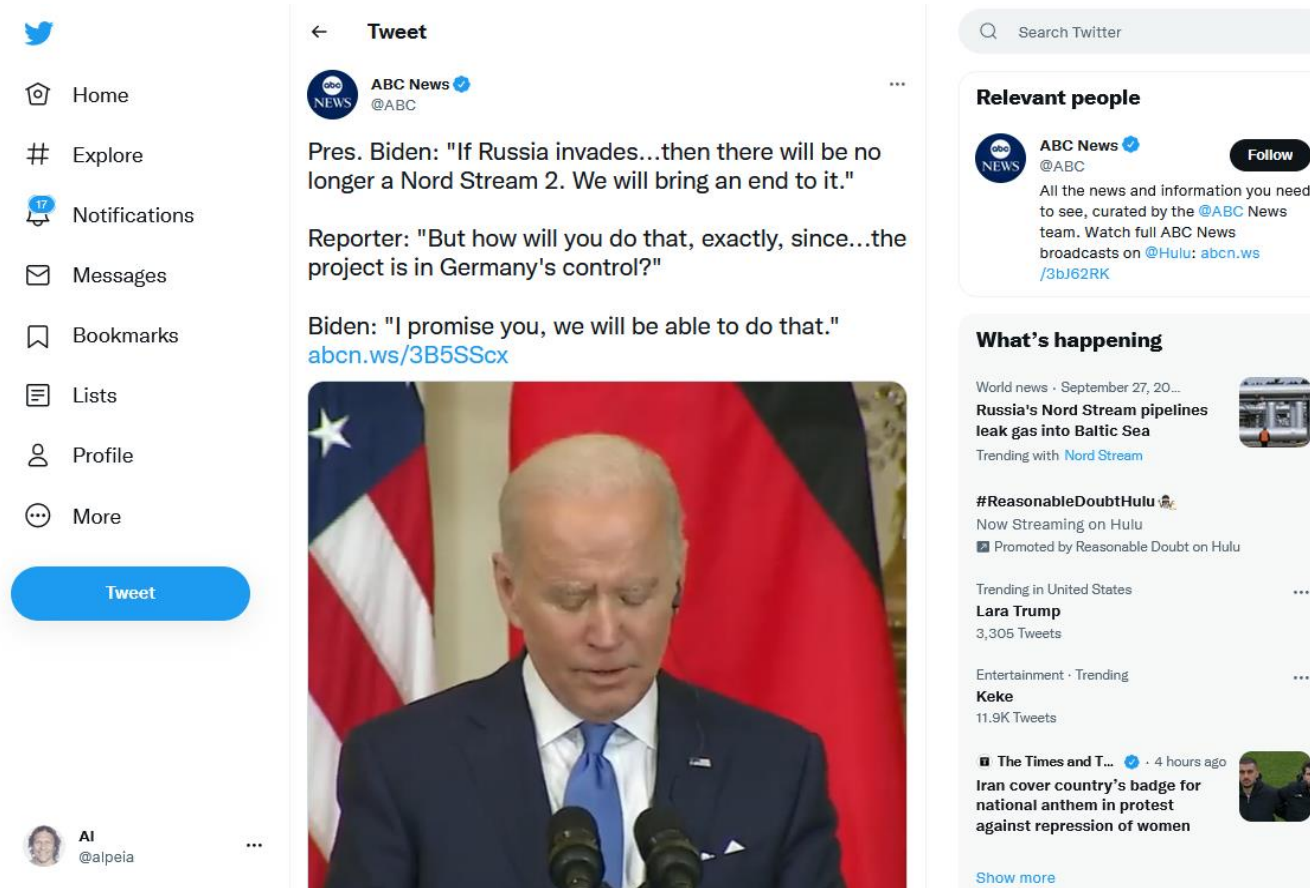 Home
Explore
17
Notifications
Messages
Bookmarks
Lists
Profile
More
Tweet
Al
@alpeia
Tweet
abc
NEWS
ABC News
@ABC
Pres. Biden: "If Russia invades...then there will be no
longer a Nord Stream 2. We will bring an end to it."
Reporter: "But how will you do that, exactly, since...the
project is in Germany's control?"
Biden: "I promise you, we will be able to do that."
abcn.ws/3B5SScx
Search Twitter
Relevant people
abc
NEWS
ABC News
@ABC
Follow
All the news and information you need
to see, curated by the @ABC News
team. Watch full ABC News
broadcasts on @Hulu: abcn.ws
/3bJ62RK
What's happening
World news · September 27, 20...
Russia's Nord Stream pipelines
leak gas into Baltic Sea
Trending with Nord Stream
#ReasonableDoubtHulu
Now Streaming on Hulu
Promoted by Reasonable Doubt on Hulu
Trending in United States
Lara Trump
3,305 Tweets
Entertainment · Trending
Keke
11.9K Tweets
The Times and T... · 4 hours ago
Iran cover country's badge for
national anthem in protest
against repression of women
Show more